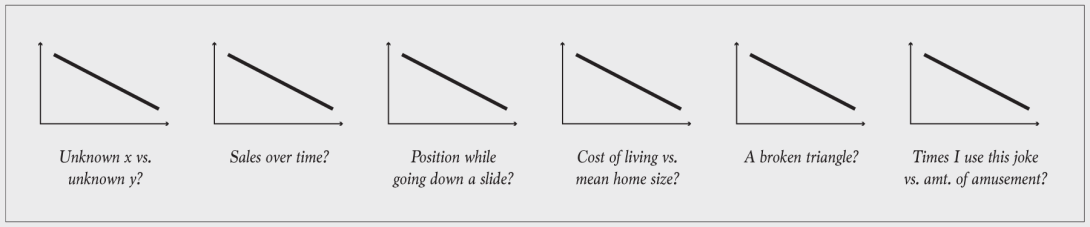 Unknown x vs.
unknown y?
Sales over time?
Position while
going down a slide?
Cost of living vs.
mean home size?
A broken triangle?
Times I use this joke
vs. amt. of amusement?